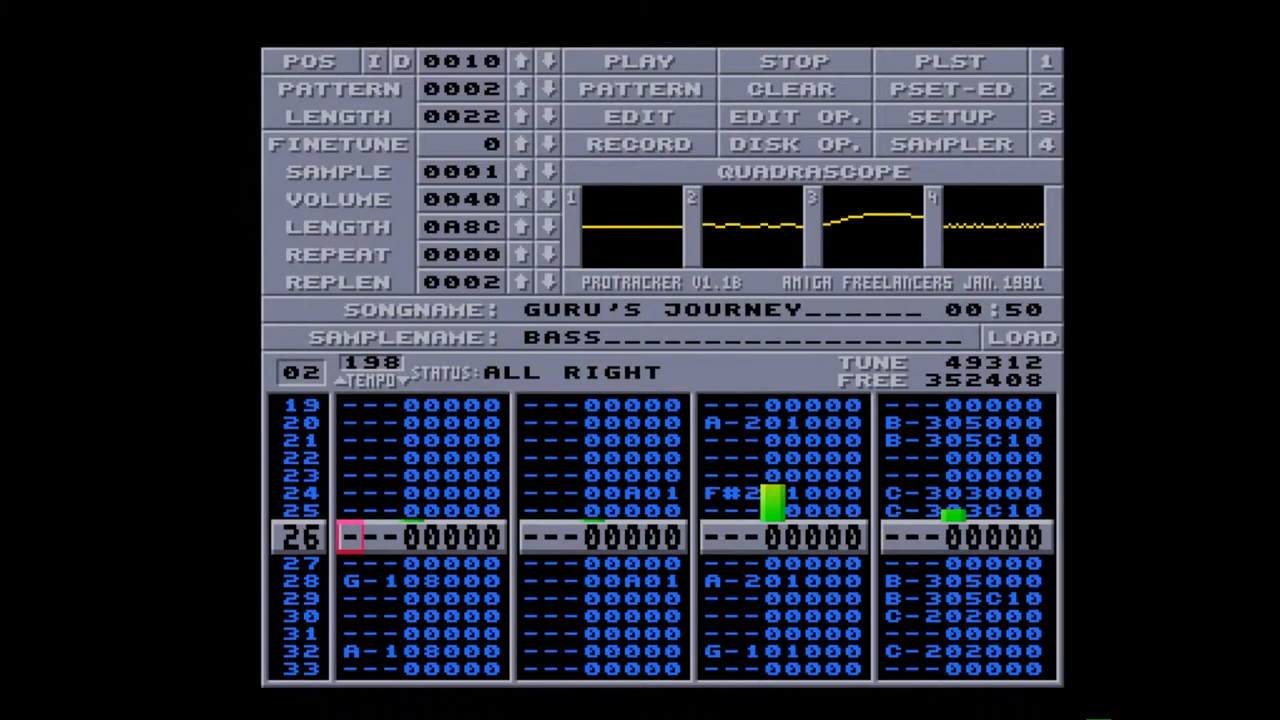 POS I D 0010 PLAY STOP PLST 1
PATTERN 0002 PATTERN CLEAR PSET-ED 2
LENGTH 0022 EDIT EDIT OP. SETUP 3
FINETUNE 0 RECORD DISK OP. SAMPLER 4
SAMPLE 0001 QUADRASCOPE
VOLUME 0040 1 2 3 4
LENGTH 0A8C
REPEAT 0000
REPLEN 0002 PROTRACKER V1.1B AMIGA FREELANCERS JAN.1991
SONGNAME: GURU'S JOURNEY______ 00:50
SAMPLENAME: BASS__________________ LOAD
02 198 TEMPO STATUS: ALL RIGHT TUNE 49312
FREE 352408
19 ---00000 ---00000 ---00000 ---00000
20 ---00000 ---00000 A-201000 B-305000
21 ---00000 ---00000 ---00000 B-305C10
22 ---00000 ---00000 ---00000 ---00000
23 ---00000 ---00000 ---00000 ---00000
24 ---00000 ---00A01 F#2 1000 C-303000
25 ---00000 ---00000 --- 0000 C-303C10
26 ---00000 ---00000 ---00000 ---00000
27 ---00000 ---00000 ---00000 ---00000
28 G-108000 ---00A01 A-201000 B-305000
29 ---00000 ---00000 ---00000 B-305C10
30 ---00000 ---00000 ---00000 C-202000
31 ---00000 ---00000 ---00000 ---00000
32 A-108000 ---00000 G-101000 C-202000
33 ---00000 ---00000 ---00000 ---00000